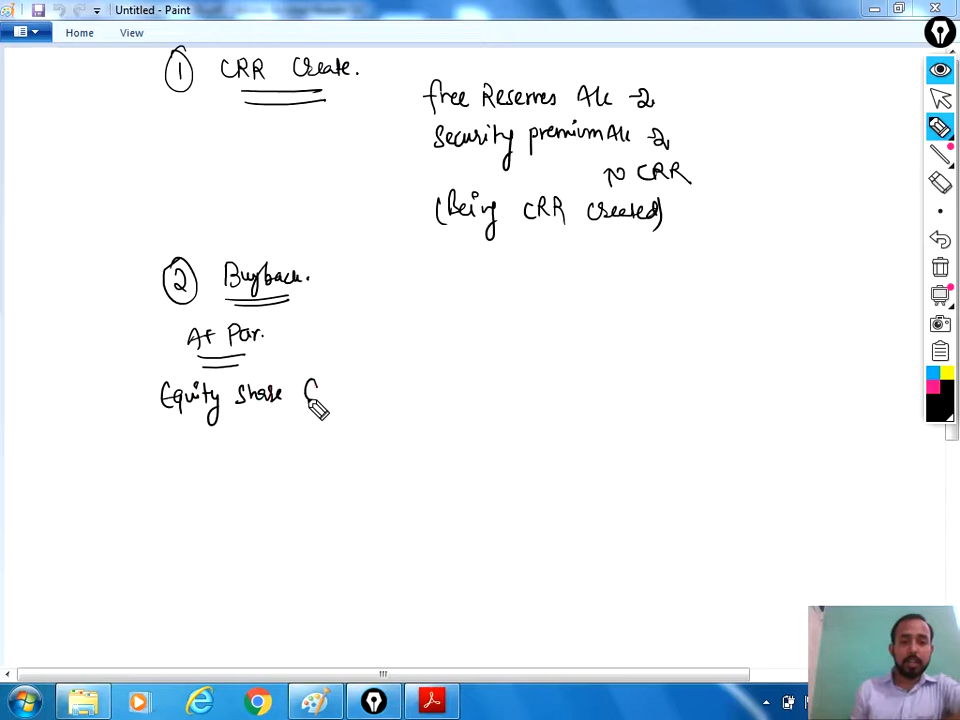 Untitled - Paint
Home View
1 CRR Create.
free Reserves A/c Dr
Security premium A/c Dr
To CRR
(Being CRR created)
2 Buyback.
At Par.
Equity share C